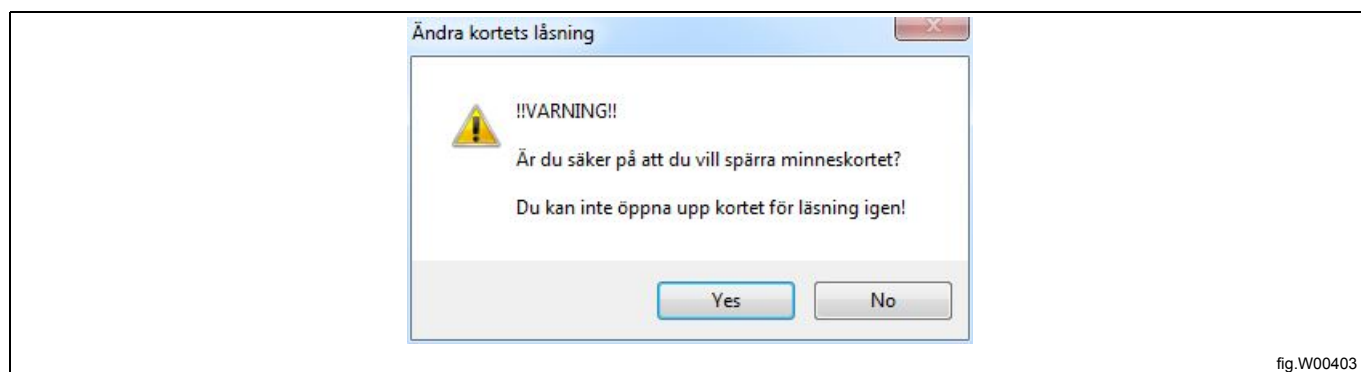 Ändra kortets låsning
!!VARNING!!
Är du säker på att du vill spärra minneskortet?
Du kan inte öppna upp kortet för läsning igen!
Yes No
fig.W00403